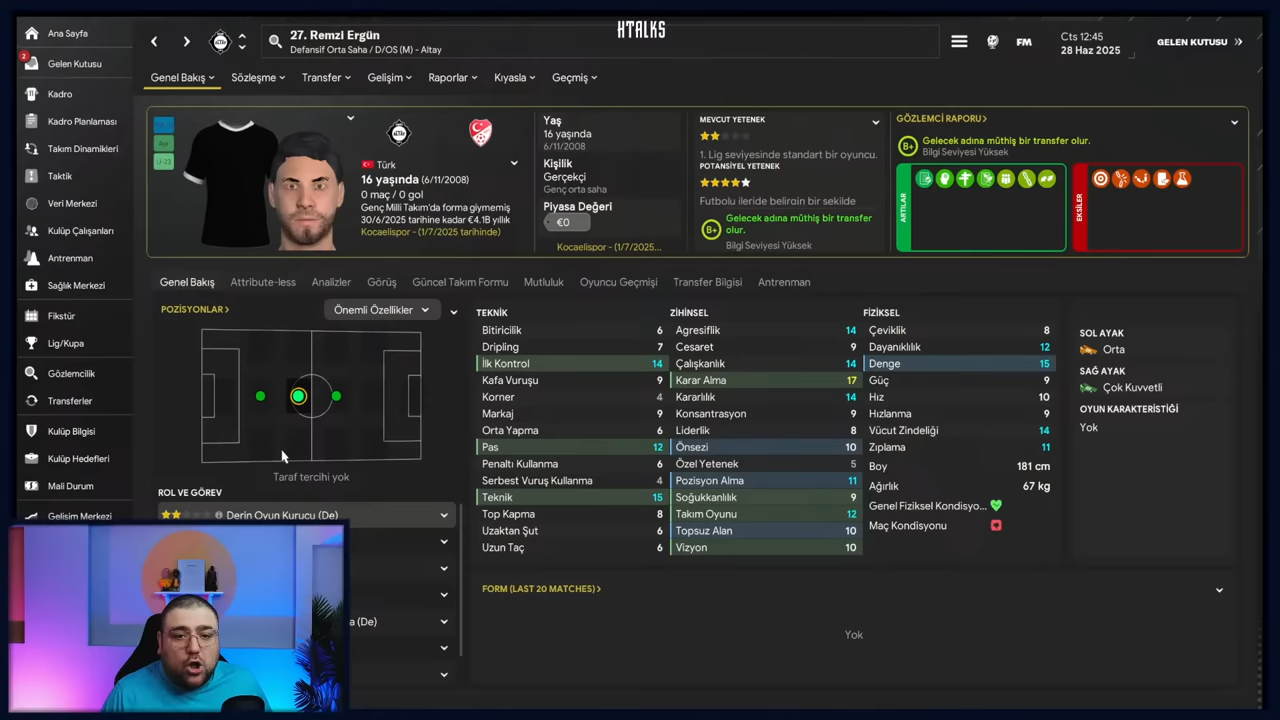 HTALKS
Ana Sayfa
2
Gelen Kutusu
Kadro
Kadro Planlaması
Takım Dinamikleri
Taktik
Veri Merkezi
Kulüp Çalışanları
Antrenman
Sağlık Merkezi
Fikstür
Lig/Kupa
Gözlemcilik
Transferler
Kulüp Bilgisi
Kulüp Hedefleri
Mali Durum
Gelişim Merkezi
27. Remzi Ergün
Defansif Orta Saha / D/OS (M) - Altay
FM
Cts 12:45
28 Haz 2025
GELEN KUTUSU
Genel Bakış
Sözleşme
Transfer
Gelişim
Raporlar
Kıyasla
Geçmiş
U-23
Türk
16 yaşında (6/11/2008)
0 maç / 0 gol
Genç Milli Takım'da forma giymemiş
30/6/2025 tarihine kadar €4.1B yıllık
Kocaelispor - (1/7/2025 tarihinde)
Yaş
16 yaşında
6/11/2008
Kişilik
Gerçekçi
Genç orta saha
Piyasa Değeri
€0
Kocaelispor - (1/7/2025...
MEVCUT YETENEK
1. Lig seviyesinde standart bir oyuncu.
POTANSİYEL YETENEK
Futbolu ileride belirgin bir şekilde
B+
Gelecek adına müthiş bir transfer
olur.
Bilgi Seviyesi Yüksek
GÖZLEMCİ RAPORU
B+
Gelecek adına müthiş bir transfer olur.
Bilgi Seviyesi Yüksek
ARTILAR
EKSİLER
Genel Bakış
Attribute-less
Analizler
Görüş
Güncel Takım Formu
Mutluluk
Oyuncu Geçmişi
Transfer Bilgisi
Antrenman
POZİSYONLAR
Önemli Özellikler
Taraf tercihi yok
ROL VE GÖREV
Derin Oyun Kurucu (De)
a (De)
TEKNİK
Bitiricilik 6
Dripling 7
İlk Kontrol 14
Kafa Vuruşu 9
Korner 4
Markaj 9
Orta Yapma 6
Pas 12
Penaltı Kullanma 6
Serbest Vuruş Kullanma 4
Teknik 15
Top Kapma 8
Uzaktan Şut 6
Uzun Taç 6
ZİHİNSEL
Agresiflik 14
Cesaret 9
Çalışkanlık 14
Karar Alma 17
Kararlılık 14
Konsantrasyon 9
Liderlik 8
Önsezi 10
Özel Yetenek 5
Pozisyon Alma 11
Soğukkanlılık 9
Takım Oyunu 12
Topsuz Alan 10
Vizyon 10
FİZİKSEL
Çeviklik 8
Dayanıklılık 12
Denge 15
Güç 9
Hız 10
Hızlanma 9
Vücut Zindeliği 14
Zıplama 11
Boy 181 cm
Ağırlık 67 kg
Genel Fiziksel Kondisyo...
Maç Kondisyonu
SOL AYAK
Orta
SAĞ AYAK
Çok Kuvvetli
OYUN KARAKTERİSTİĞİ
Yok
FORM (LAST 20 MATCHES)
Yok